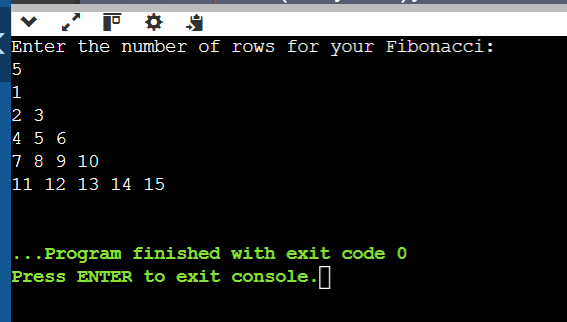 Enter the number of rows for your Fibonacci:
5
1
2 3
4 5 6
7 8 9 10
11 12 13 14 15
...Program finished with exit code 0
Press ENTER to exit console.